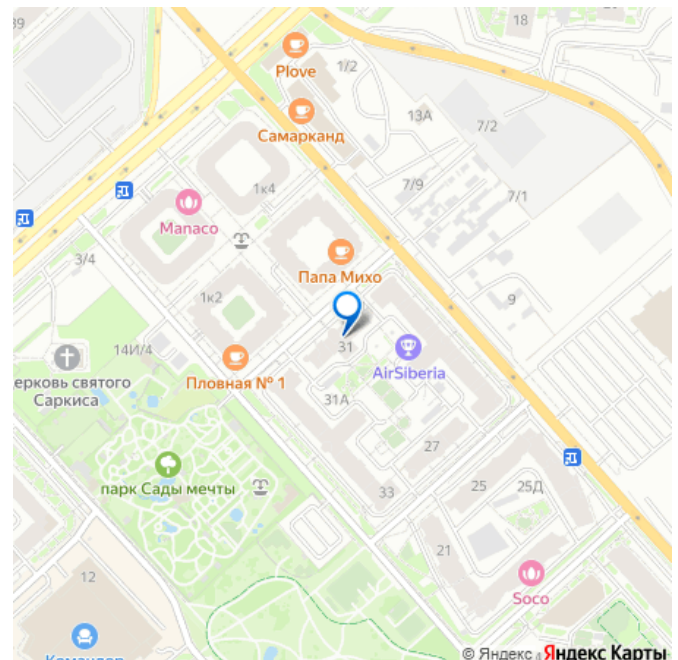 39
18
Plove
1/2
13А
7/2
Самарканд
7/9
7/1
1к4
Manaco
3/4
Папа Михо
9
1к2
31
14И/4
ерковь святого
Саркиса
Пловная № 1
AirSiberia
31А
27
парк Сады мечты
33
25
25Д
21
12
Soco
© Яндекс
Яндекс Карты